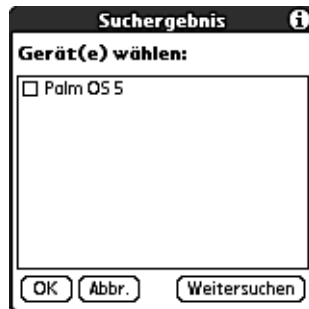 Suchergebnis
Gerät(e) wählen:
Palm OS 5
OK Abbr. Weitersuchen